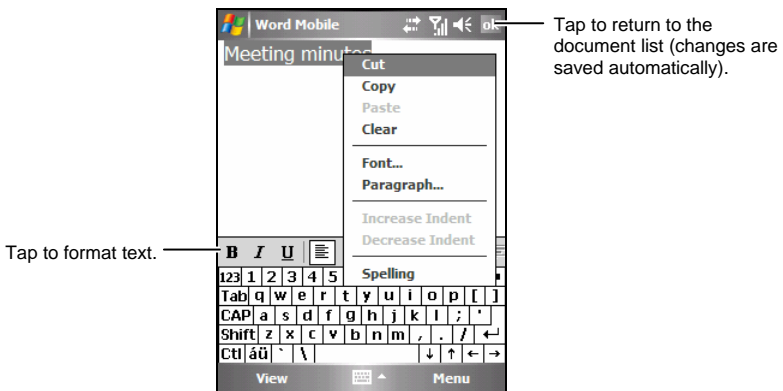 Word Mobile
ok
Tap to return to the
document list (changes are
saved automatically).
Meeting minutes
Cut
Copy
Paste
Clear
Font...
Paragraph...
Increase Indent
Decrease Indent
Spelling
Tap to format text.
B I U
123 1 2 3 4 5
Tab q w e r t y u i o p [ ]
CAP a s d f g h j k l ; '
Shift z x c v b n m , . / ↵
Ctl áü ` \ ↓ ↑ ← →
View Menu